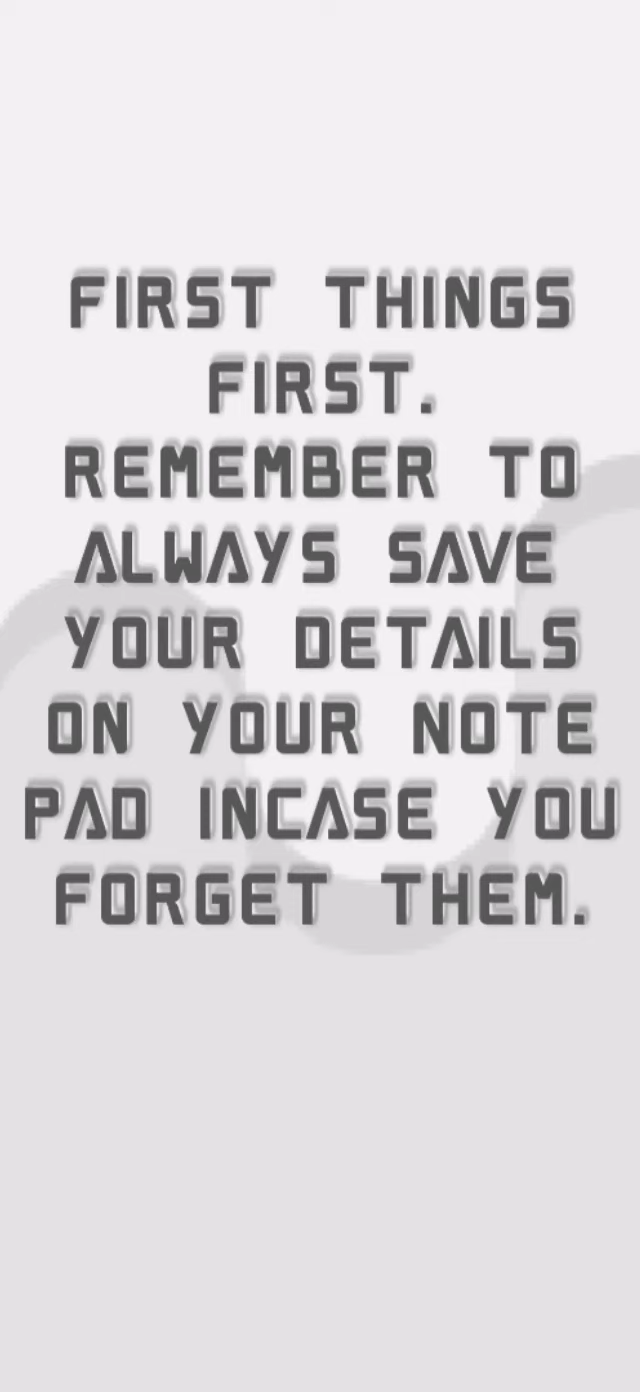 FIRST THINGS
FIRST.
REMEMBER TO
ALWAYS SAVE
YOUR DETAILS
ON YOUR NOTE
PAD INCASE YOU
FORGET THEM.